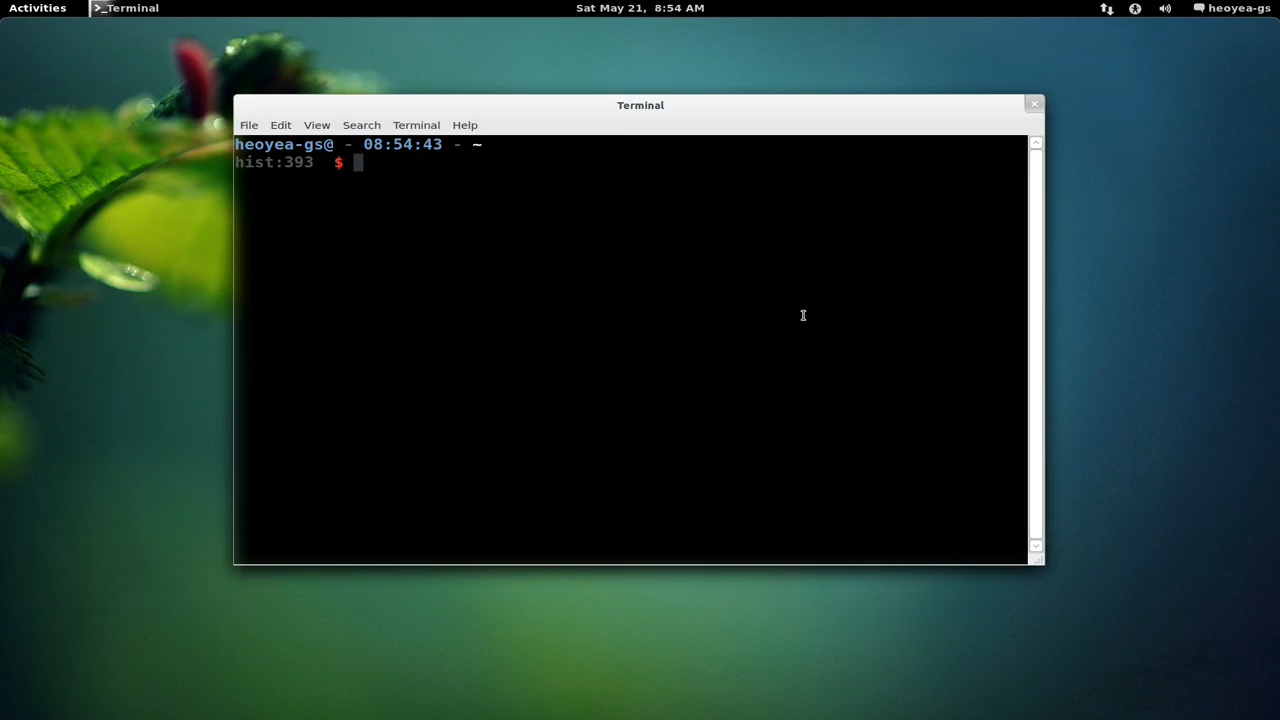 Activities
>_Terminal
Sat May 21, 8:54 AM
heoyea-gs
Terminal
File Edit View Search Terminal Help
heoyea-gs@ - 08:54:43 - ~
hist:393 $